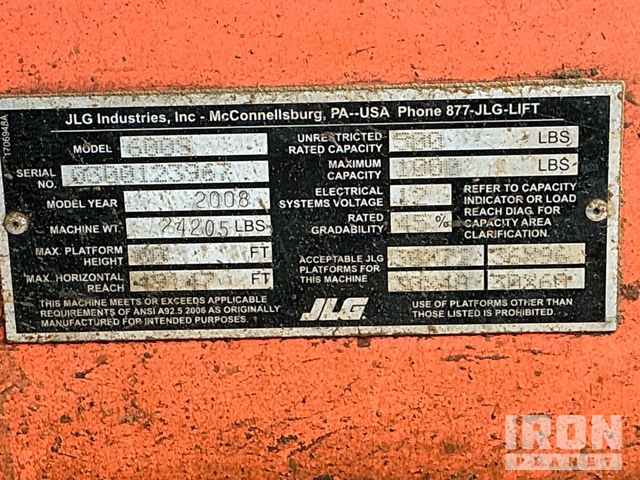 JLG Industries, Inc - McConnellsburg, PA--USA Phone 877-JLG-LIFT
1706948A
MODEL
SERIAL NO.
MODEL YEAR 2008
MACHINE WT. 24205 LBS
MAX. PLATFORM HEIGHT FT
MAX. HORIZONTAL REACH FT
THIS MACHINE MEETS OR EXCEEDS APPLICABLE
REQUIREMENTS OF ANSI A92.5 2006 AS ORIGINALLY
MANUFACTURED FOR INTENDED PURPOSES.
UNRESTRICTED RATED CAPACITY LBS
MAXIMUM CAPACITY LBS
ELECTRICAL SYSTEMS VOLTAGE
RATED GRADABILITY %
REFER TO CAPACITY
INDICATOR OR LOAD
REACH DIAG. FOR
CAPACITY AREA
CLARIFICATION.
ACCEPTABLE JLG
PLATFORMS FOR
THIS MACHINE
JLG
USE OF PLATFORMS OTHER THAN
THOSE LISTED IS PROHIBITED.
IRON
PLANET